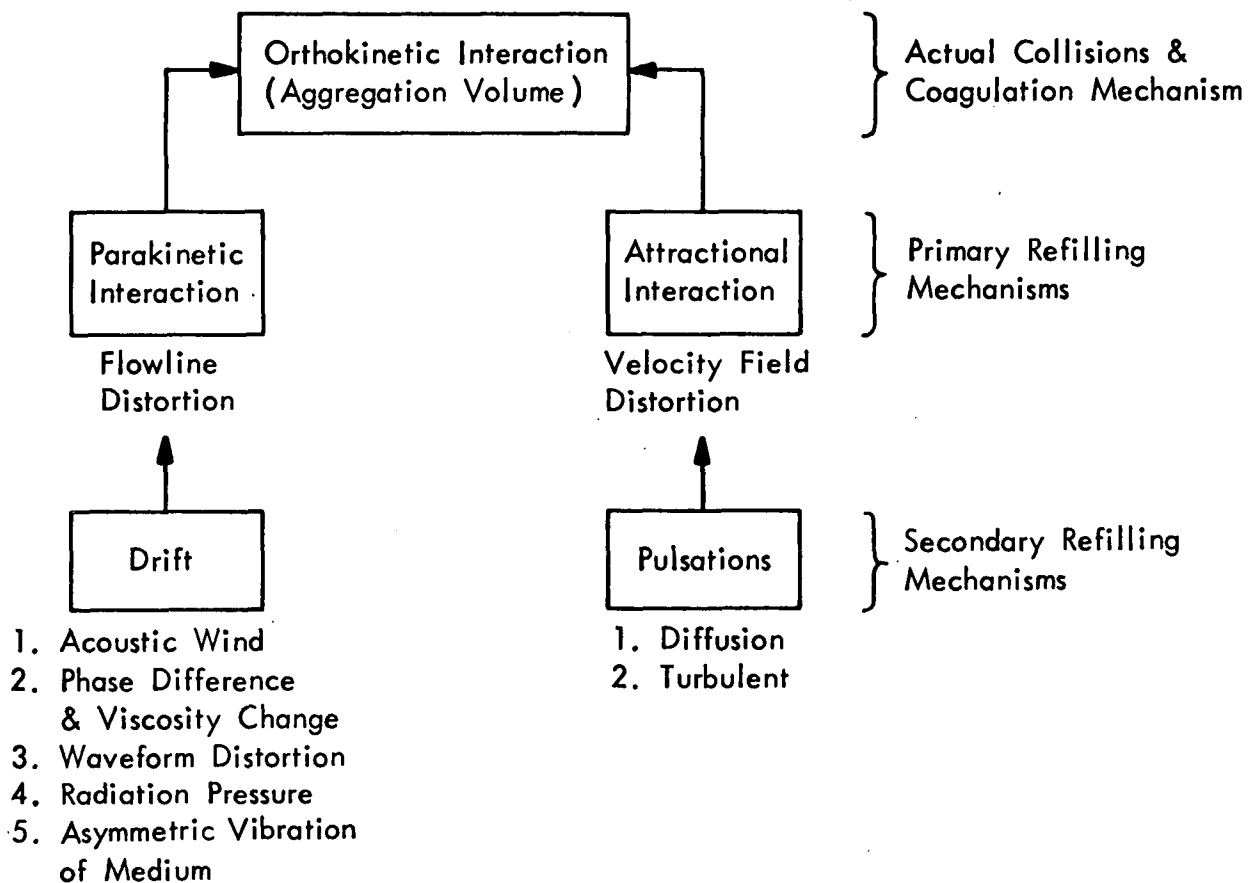 Orthokinetic Interaction
(Aggregation Volume)
Actual Collisions &
Coagulation Mechanism
Parakinetic
Interaction
Attractional
Interaction
Primary Refilling
Mechanisms
Flowline
Distortion
Velocity Field
Distortion
Drift
Pulsations
Secondary Refilling
Mechanisms
1. Acoustic Wind
2. Phase Difference
& Viscosity Change
3. Waveform Distortion
4. Radiation Pressure
5. Asymmetric Vibration
of Medium
1. Diffusion
2. Turbulent